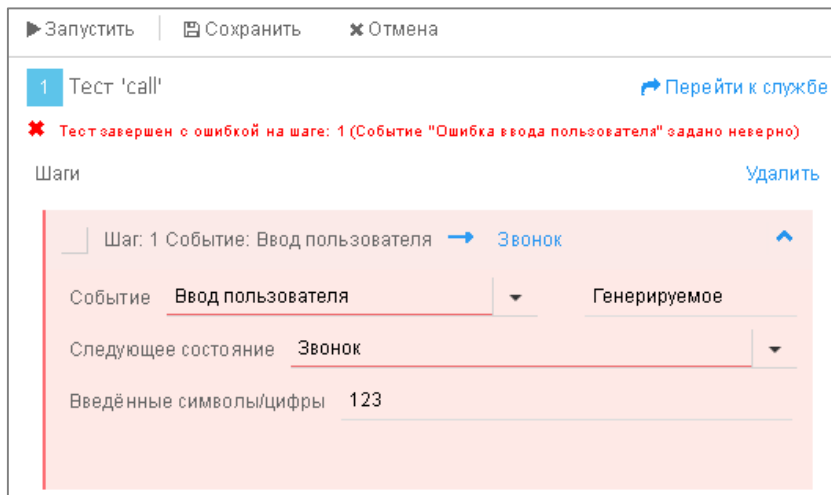 Запустить Сохранить Отмена
1 Тест 'call' Перейти к службе
Тест завершен с ошибкой на шаге: 1 (Событие "Ошибка ввода пользователя" задано неверно)
Шаги Удалить
Шаг: 1 Событие: Ввод пользователя → Звонок
Событие Ввод пользователя Генерируемое
Следующее состояние Звонок
Введённые символы/цифры 123